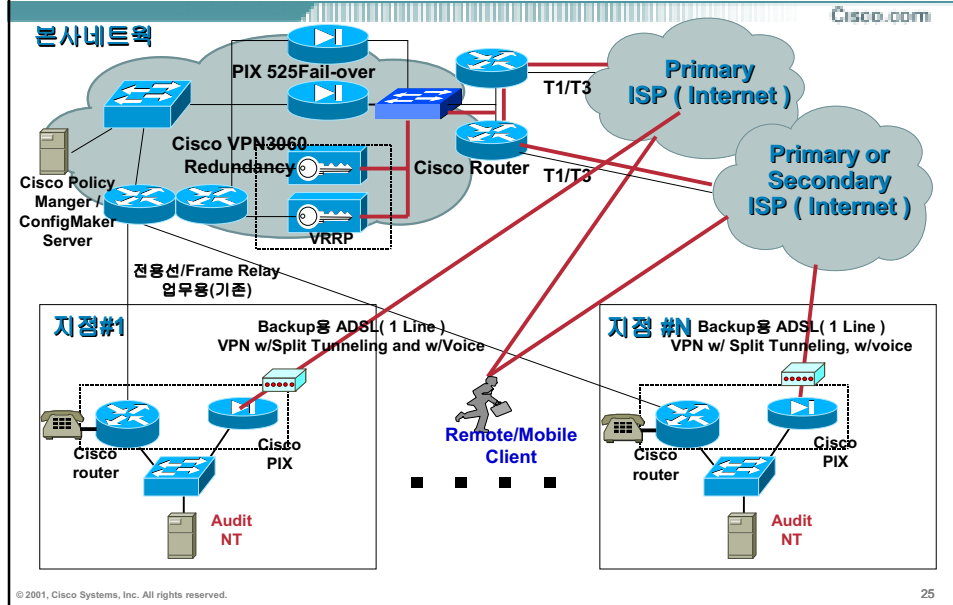 Cisco.com
본사네트웍
PIX 525Fail-over
T1/T3
Primary
ISP ( Internet )
Cisco VPN3060
Redundancy
Cisco Router
T1/T3
Primary or
Secondary
ISP ( Internet )
Cisco Policy
Manger /
ConfigMaker
Server
VRRP
전용선/Frame Relay
업무용(기존)
지점#1
Backup용 ADSL( 1 Line )
VPN w/Split Tunneling and w/Voice
Cisco
router
Cisco
PIX
Audit
NT
Remote/Mobile
Client
지점 #N
Backup용 ADSL( 1 Line )
VPN w/ Split Tunneling, w/voice
Cisco
router
Cisco
PIX
Audit
NT
© 2001, Cisco Systems, Inc. All rights reserved.
25